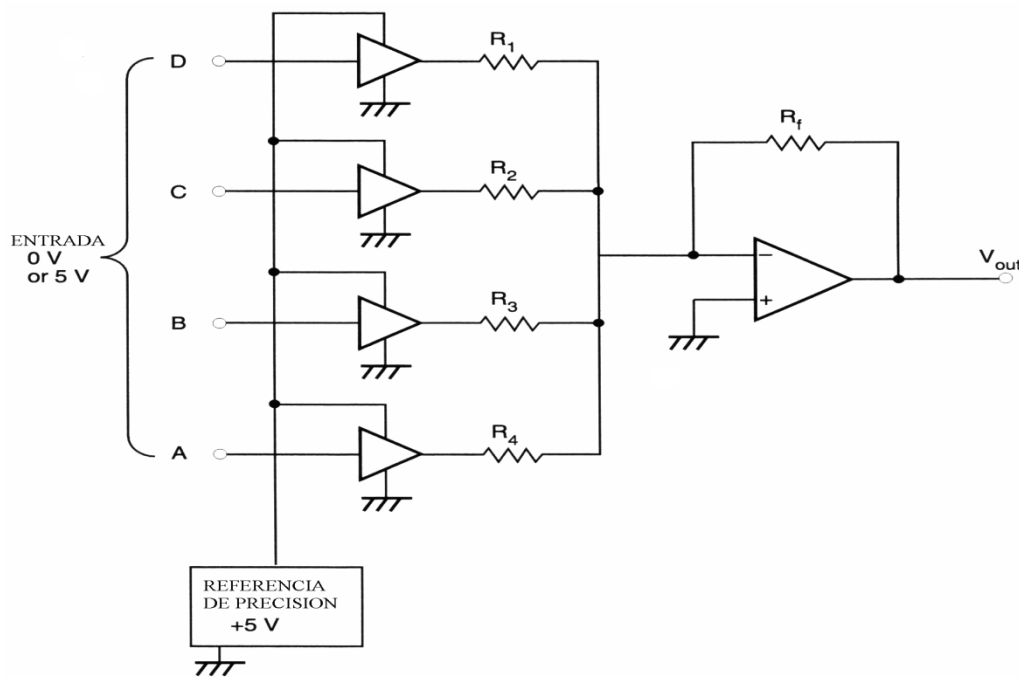 D
R1
C
R2
Rf
ENTRADA
0 V
or 5 V
−
Vout
+
B
R3
A
R4
REFERENCIA
DE PRECISION
+5 V